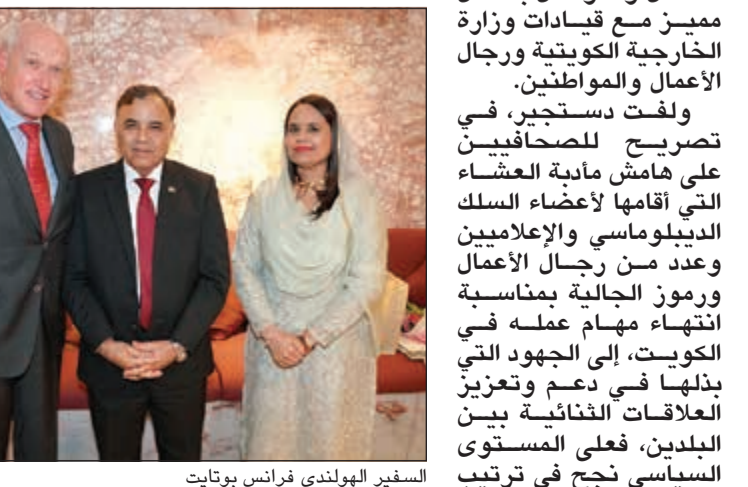 مميز مع قيادات وزارة
الخارجية الكويتية ورجال
الأعمال والمواطنين.
ولفت دستجير، في
تصريح للصحافيين
على هامش مأدبة العشاء
التي أقامها لأعضاء السلك
الديبلوماسي والإعلاميين
وعدد من رجال الأعمال
ورموز الجالية بمناسبة
انتهاء مهام عمله في
الكويت، إلى الجهود التي
بذلها في دعم وتعزيز
العلاقات الثنائية بين
البلدين، فعلى المستوى
السياسي نجح في ترتيب
السفير الهولندي فرانس بوتايت